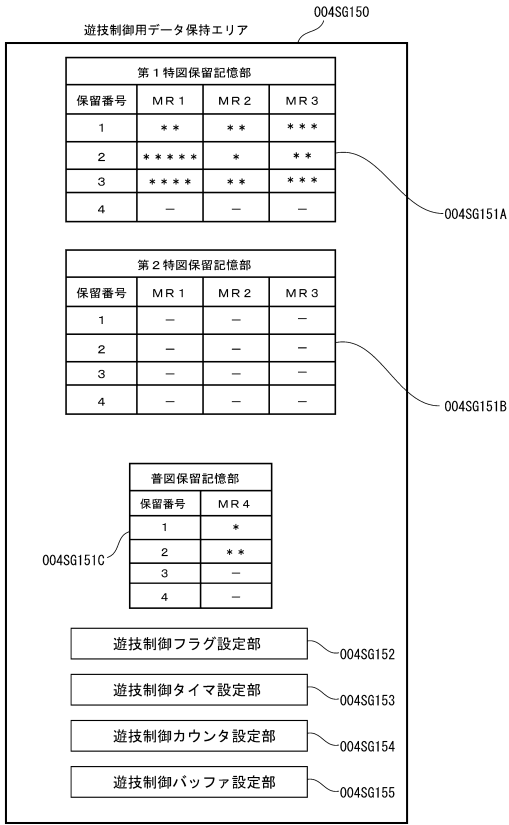 004SG150
遊技制御用データ保持エリア
第１特図保留記憶部
保留番号 ＭＲ１ ＭＲ２ ＭＲ３
１ ＊＊ ＊＊ ＊＊＊
２ ＊＊＊＊＊ ＊ ＊＊
３ ＊＊＊＊ ＊＊ ＊＊＊
４ － － －
004SG151A
第２特図保留記憶部
保留番号 ＭＲ１ ＭＲ２ ＭＲ３
１ － － －
２ － － －
３ － － －
４ － － －
004SG151B
普図保留記憶部
保留番号 ＭＲ４
１ ＊
２ ＊＊
３ －
４ －
004SG151C
遊技制御フラグ設定部
004SG152
遊技制御タイマ設定部
004SG153
遊技制御カウンタ設定部
004SG154
遊技制御バッファ設定部
004SG155